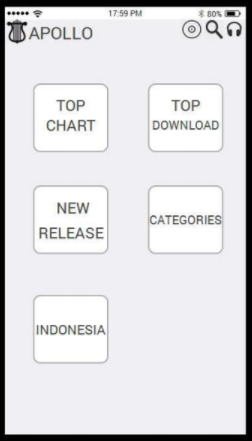 17:59 PM
80%
APOLLO
TOP
CHART
TOP
DOWNLOAD
NEW
RELEASE
CATEGORIES
INDONESIA